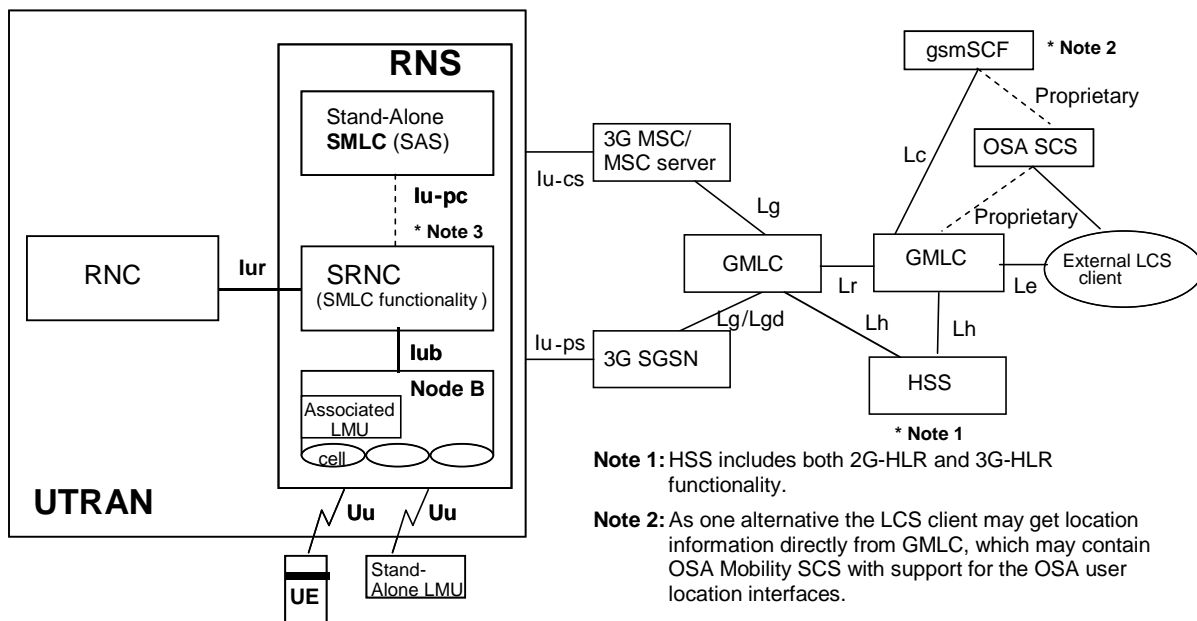 RNS
Stand-Alone
SMLC (SAS)
Iu-pc
* Note 3
RNC
Iur
SRNC
(SMLC functionality)
Iub
Node B
Associated
LMU
cell
UTRAN
Uu
Uu
UE
Stand-
Alone LMU
Iu-cs
3G MSC/
MSC server
Lg
GMLC
Lg/Lgd
Iu-ps
3G SGSN
Lr
Lh
gsmSCF
* Note 2
Proprietary
Lc
OSA SCS
Proprietary
GMLC
Le
External LCS
client
Lh
HSS
* Note 1
Note 1: HSS includes both 2G-HLR and 3G-HLR
functionality.
Note 2: As one alternative the LCS client may get location
information directly from GMLC, which may contain
OSA Mobility SCS with support for the OSA user
location interfaces.